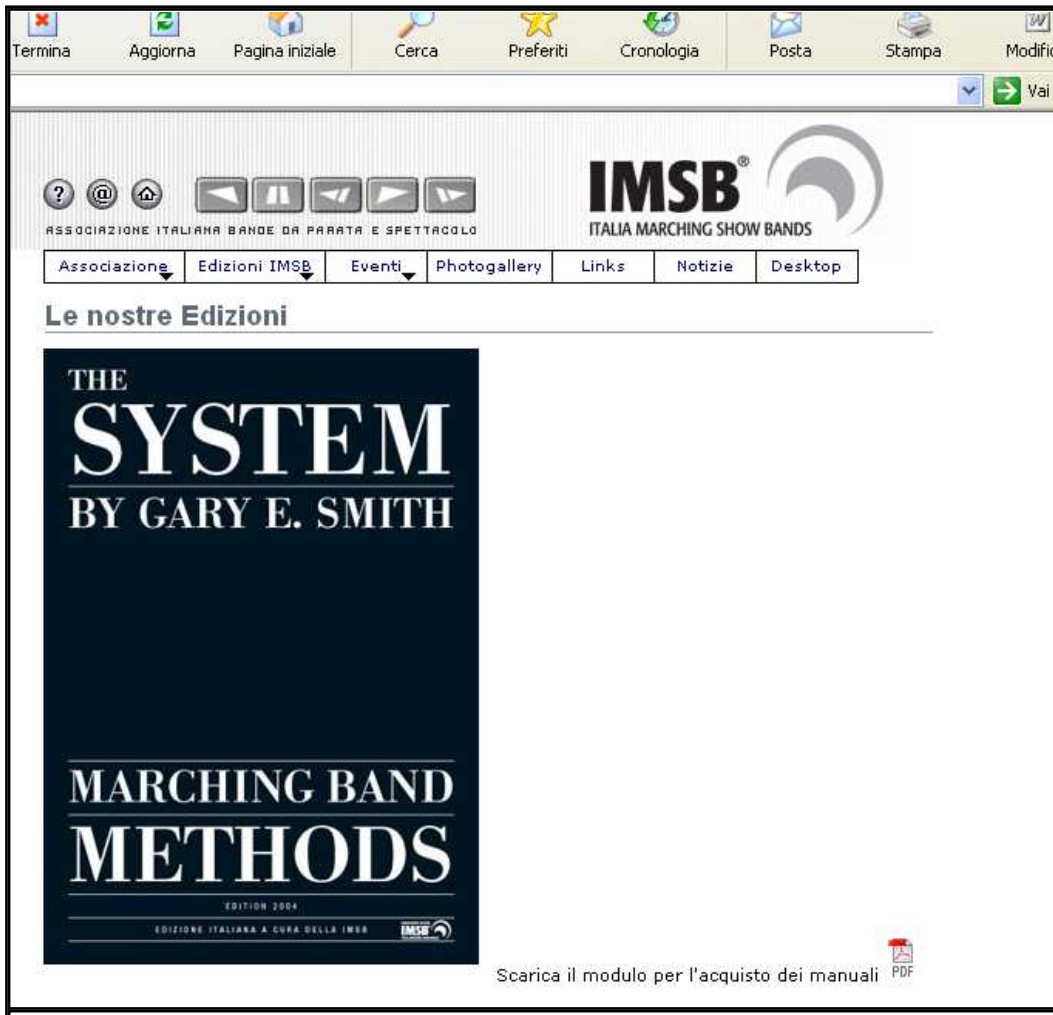 Termina Aggiorna Pagina iniziale Cerca Preferiti Cronologia Posta Stampa Modific
Vai
IMSB®
ITALIA MARCHING SHOW BANDS
? @
ASSOCIAZIONE ITALIANA BANDE DA PARATA E SPETTACOLO
Associazione Edizioni IMSB Eventi Photogallery Links Notizie Desktop
Le nostre Edizioni
THE
SYSTEM
BY GARY E. SMITH
MARCHING BAND
METHODS
EDITION 2004
EDIZIONE ITALIANA A CURA DELLA IMSB IMSB
Scarica il modulo per l'acquisto dei manuali PDF